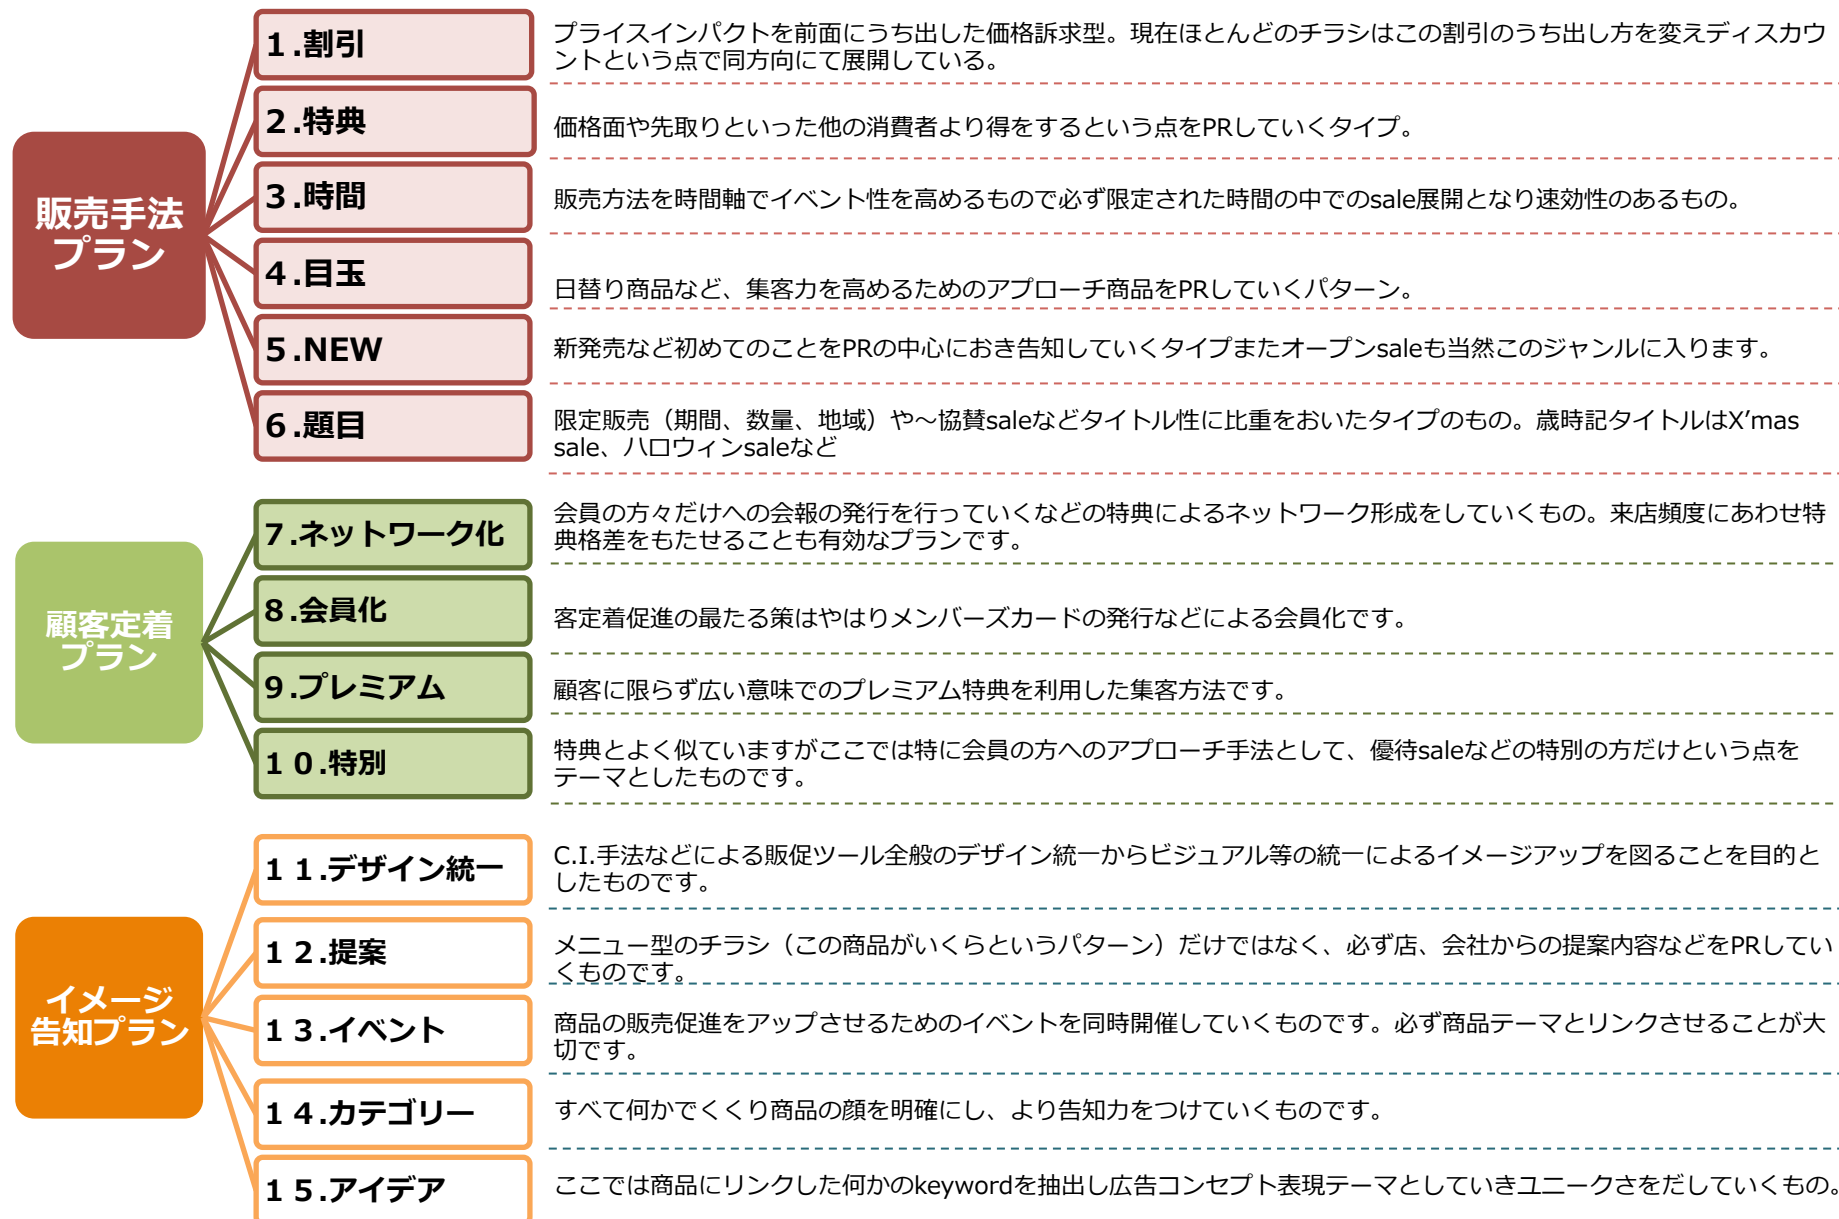 販売手法
プラン
1.割引
プライスインパクトを前面にうち出した価格訴求型。現在ほとんどのチラシはこの割引のうち出し方を変えディスカウ
ントという点で同方向にて展開している。
２.特典
価格面や先取りといった他の消費者より得をするという点をPRしていくタイプ。
３.時間
販売方法を時間軸でイベント性を高めるもので必ず限定された時間の中でのsale展開となり速効性のあるもの。
４.目玉
日替り商品など、集客力を高めるためのアプローチ商品をPRしていくパターン。
５.NEW
新発売など初めてのことをPRの中心におき告知していくタイプまたオープンsaleも当然このジャンルに入ります。
６.題目
限定販売（期間、数量、地域）や～協賛saleなどタイトル性に比重をおいたタイプのもの。歳時記タイトルはX’mas
sale、ハロウィンsaleなど
顧客定着
プラン
７.ネットワーク化
会員の方々だけへの会報の発行を行っていくなどの特典によるネットワーク形成をしていくもの。来店頻度にあわせ特
典格差をもたせることも有効なプランです。
８.会員化
客定着促進の最たる策はやはりメンバーズカードの発行などによる会員化です。
９.プレミアム
顧客に限らず広い意味でのプレミアム特典を利用した集客方法です。
１０.特別
特典とよく似ていますがここでは特に会員の方へのアプローチ手法として、優待saleなどの特別の方だけという点を
テーマとしたものです。
イメージ
告知プラン
１１.デザイン統一
C.I.手法などによる販促ツール全般のデザイン統一からビジュアル等の統一によるイメージアップを図ることを目的と
したものです。
１２.提案
メニュー型のチラシ（この商品がいくらというパターン）だけではなく、必ず店、会社からの提案内容などをPRしてい
くものです。
１３.イベント
商品の販売促進をアップさせるためのイベントを同時開催していくものです。必ず商品テーマとリンクさせることが大
切です。
１４.カテゴリー
すべて何かでくくり商品の顔を明確にし、より告知力をつけていくものです。
１５.アイデア
ここでは商品にリンクした何かのkeywordを抽出し広告コンセプト表現テーマとしていきユニークさをだしていくもの。